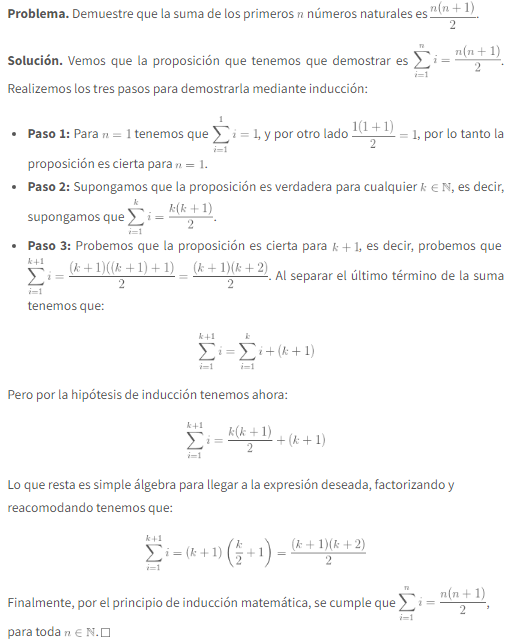 Problema. Demuestre que la suma de los primeros n números naturales es \frac{n(n+1)}{2}.
Solución. Vemos que la proposición que tenemos que demostrar es \sum_{i=1}^{n} i = \frac{n(n+1)}{2}.
Realizemos los tres pasos para demostrarla mediante inducción:
• Paso 1: Para n = 1 tenemos que \sum_{i=1}^{1} i = 1, y por otro lado \frac{1(1+1)}{2} = 1, por lo tanto la
proposición es cierta para n = 1.
• Paso 2: Supongamos que la proposición es verdadera para cualquier k ∈ ℕ, es decir,
supongamos que \sum_{i=1}^{k} i = \frac{k(k+1)}{2}.
• Paso 3: Probemos que la proposición es cierta para k + 1, es decir, probemos que
\sum_{i=1}^{k+1} i = \frac{(k+1)((k+1)+1)}{2} = \frac{(k+1)(k+2)}{2}. Al separar el último término de la suma
tenemos que:
\sum_{i=1}^{k+1} i = \sum_{i=1}^{k} i + (k+1)
Pero por la hipótesis de inducción tenemos ahora:
\sum_{i=1}^{k+1} i = \frac{k(k+1)}{2} + (k+1)
Lo que resta es simple álgebra para llegar a la expresión deseada, factorizando y
reacomodando tenemos que:
\sum_{i=1}^{k+1} i = (k+1) \left( \frac{k}{2} + 1 \right) = \frac{(k+1)(k+2)}{2}
Finalmente, por el principio de inducción matemática, se cumple que \sum_{i=1}^{n} i = \frac{n(n+1)}{2},
para toda n ∈ ℕ. □